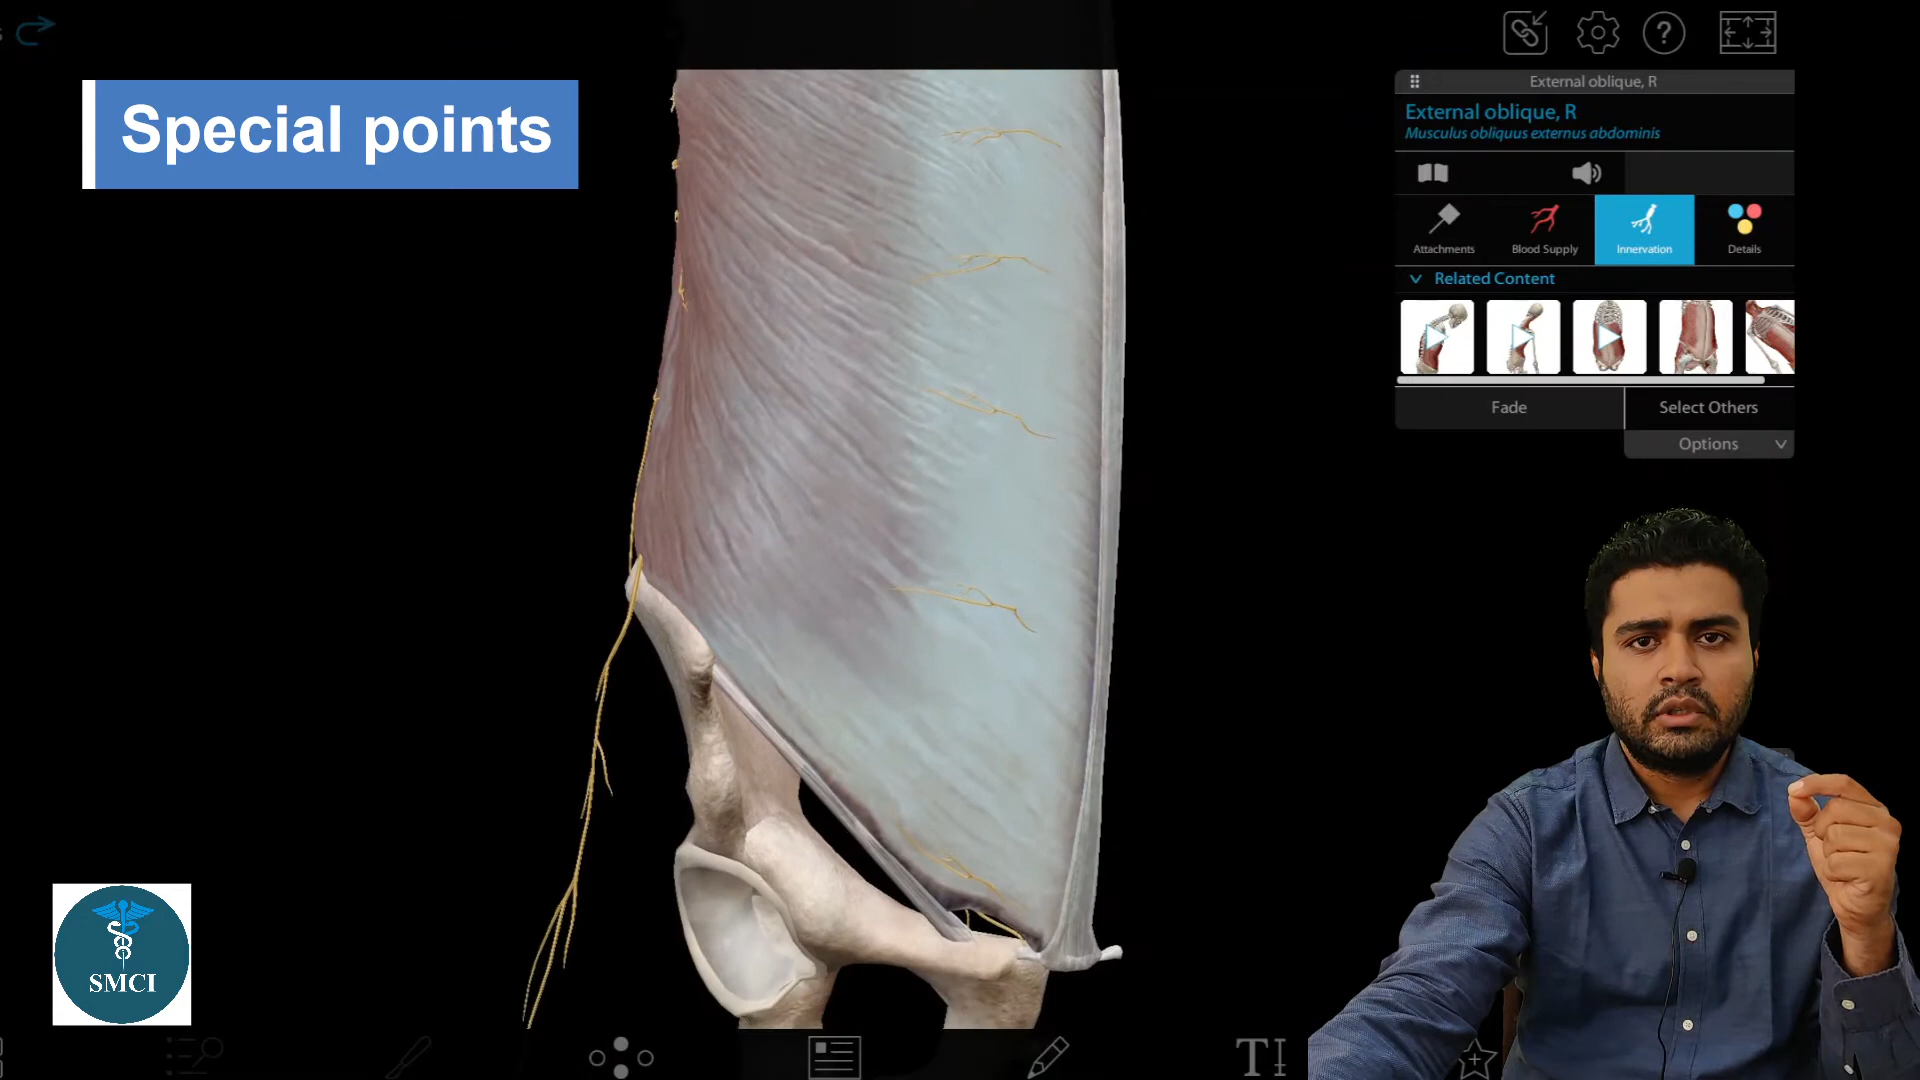 Special points
External oblique, R
External oblique, R
Musculus obliquus externus abdominis
Attachments
Blood Supply
Innervation
Details
Related Content
Fade
Select Others
Options
SMCI